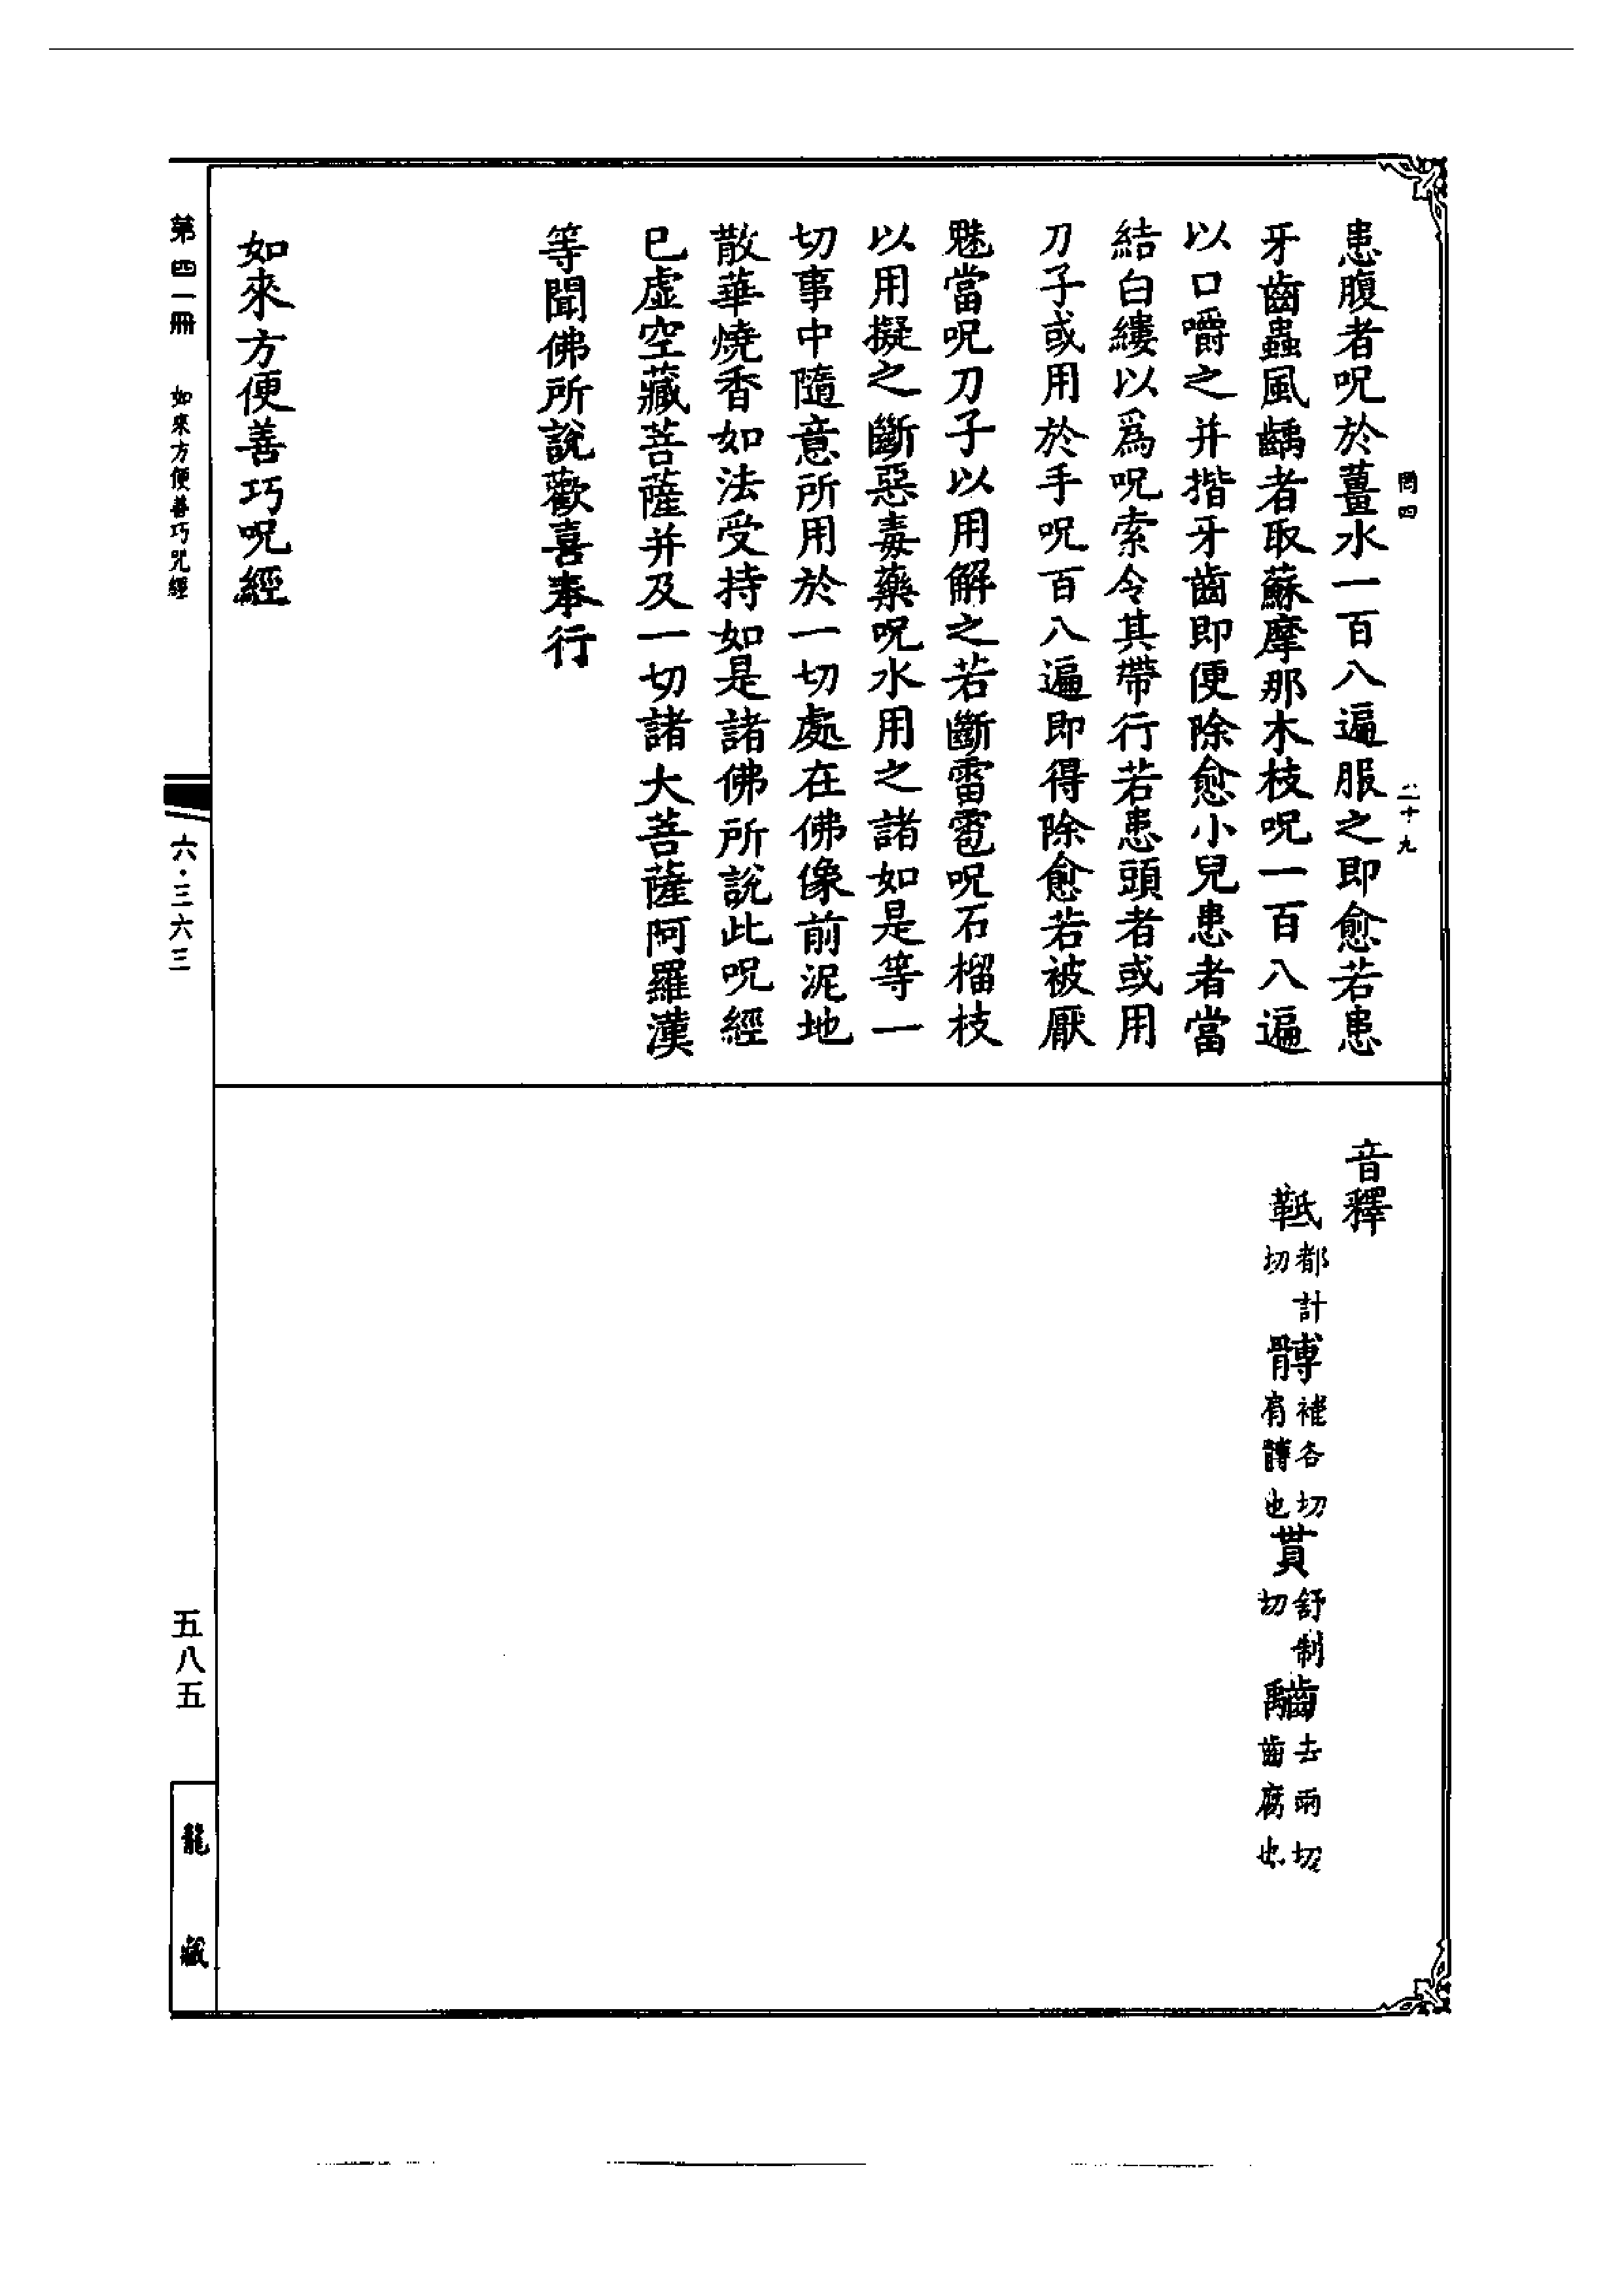 罔四
二十九
患腹者呪於薑水一百八遍服之即愈若患
牙齒蟲風齲者取蘇摩那木枝呪一百八遍
以口嚼之并揩牙齒即便除愈小兒患者當
結白縷以爲呪索令其帶行若患頭者或用
刀子或用於手呪百八遍即得除愈若被厭
魅當呪刀子以用解之若斷雷雹呪石榴枝
以用擬之斷惡毒藥呪水用之諸如是等一
切事中隨意所用於一切處在佛像前泥地
散華燒香如法受持如是諸佛所說此呪經
已虛空藏菩薩并及一切諸大菩薩阿羅漢
等聞佛所說歡喜奉行
如來方便善巧呪經
音釋
䩚都計切髆補各切肩髆也貰舒制切齲去兩切齒腐也
第四一冊
如來方便善巧咒經
六·三六三
五八五
龍藏